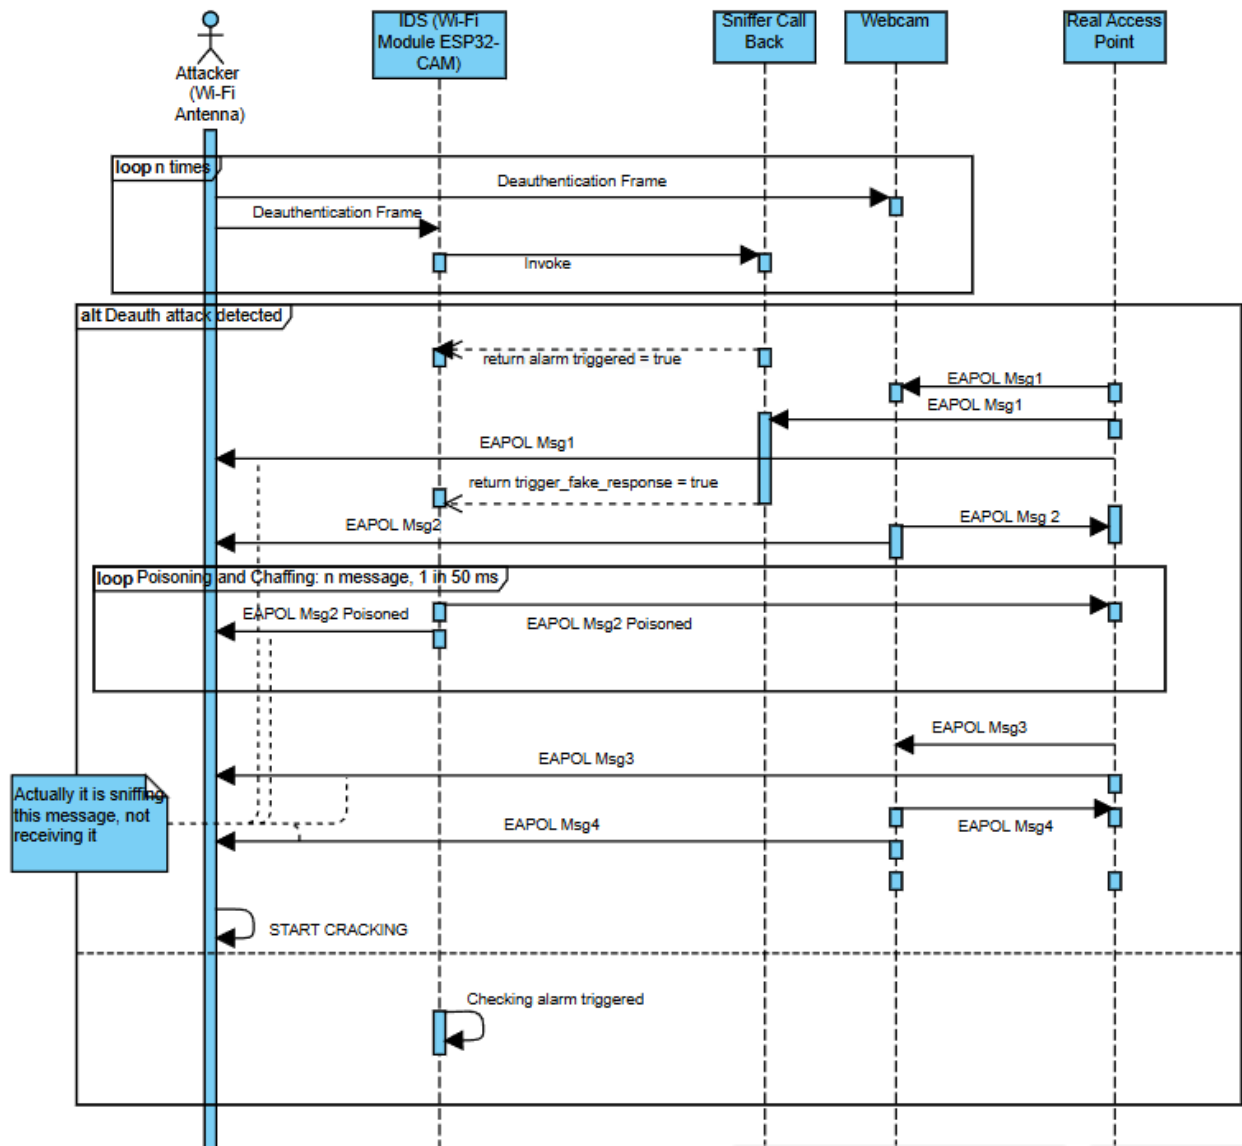 Attacker
(Wi-Fi
Antenna)
IDS (Wi-Fi
Module ESP32-
CAM)
Sniffer Call
Back
Webcam
Real Access
Point
loop n times
Deauthentication Frame
Deauthentication Frame
Invoke
alt Deauth attack detected
return alarm triggered = true
EAPOL Msg1
EAPOL Msg1
EAPOL Msg1
return trigger_fake_response = true
EAPOL Msg 2
EAPOL Msg2
loop Poisoning and Chaffing: n message, 1 in 50 ms
EAPOL Msg2 Poisoned
EAPOL Msg2 Poisoned
EAPOL Msg3
EAPOL Msg3
Actually it is sniffing
this message, not
receiving it
EAPOL Msg4
EAPOL Msg4
START CRACKING
Checking alarm triggered